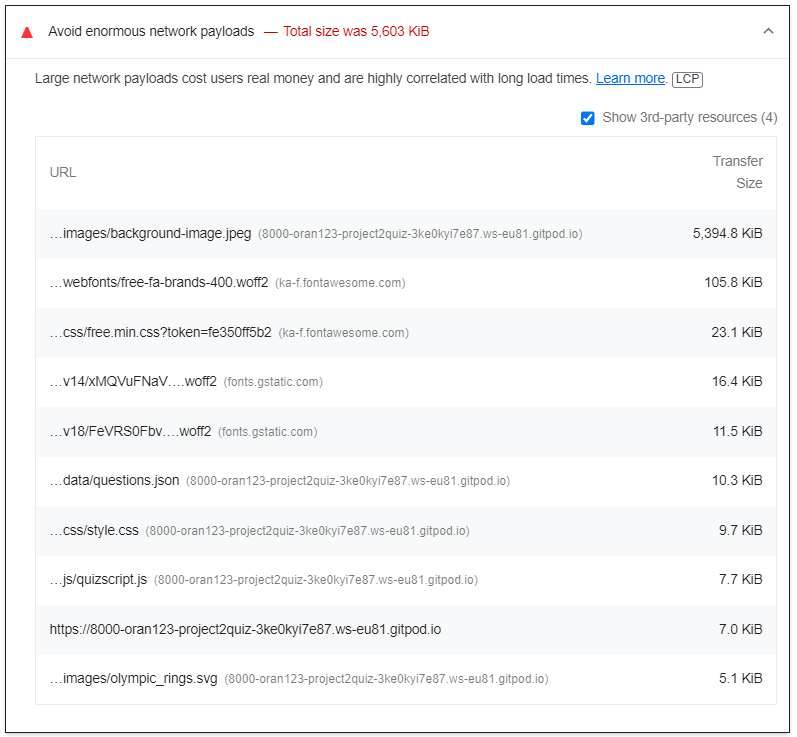 Avoid enormous network payloads — Total size was 5,603 KiB
Large network payloads cost users real money and are highly correlated with long load times. Learn more. LCP
Show 3rd-party resources (4)
URL Transfer Size
…images/background-image.jpeg (8000-oran123-project2quiz-3ke0kyi7e87.ws-eu81.gitpod.io) 5,394.8 KiB
…webfonts/free-fa-brands-400.woff2 (ka-f.fontawesome.com) 105.8 KiB
…css/free.min.css?token=fe350ff5b2 (ka-f.fontawesome.com) 23.1 KiB
…v14/xMQVuFNaV….woff2 (fonts.gstatic.com) 16.4 KiB
…v18/FeVRS0Fbv….woff2 (fonts.gstatic.com) 11.5 KiB
…data/questions.json (8000-oran123-project2quiz-3ke0kyi7e87.ws-eu81.gitpod.io) 10.3 KiB
…css/style.css (8000-oran123-project2quiz-3ke0kyi7e87.ws-eu81.gitpod.io) 9.7 KiB
…js/quizscript.js (8000-oran123-project2quiz-3ke0kyi7e87.ws-eu81.gitpod.io) 7.7 KiB
https://8000-oran123-project2quiz-3ke0kyi7e87.ws-eu81.gitpod.io 7.0 KiB
…images/olympic_rings.svg (8000-oran123-project2quiz-3ke0kyi7e87.ws-eu81.gitpod.io) 5.1 KiB